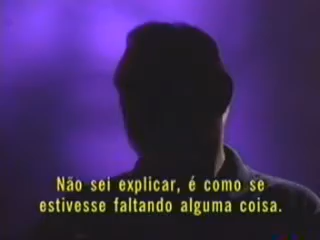 Não sei explicar, é como se
estivesse faltando alguma coisa.